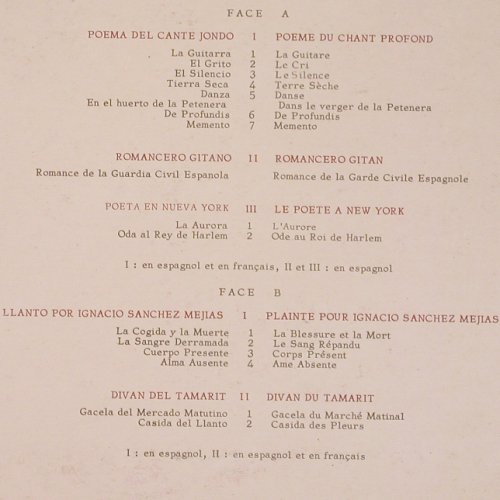 FACE A
POEMA DEL CANTE JONDO I POEME DU CHANT PROFOND
La Guitarra 1 La Guitare
El Grito 2 Le Cri
El Silencio 3 Le Silence
Tierra Seca 4 Terre Sèche
Danza 5 Danse
En el huerto de la Petenera Dans le verger de la Petenera
De Profundis 6 De Profundis
Memento 7 Memento
ROMANCERO GITANO II ROMANCERO GITAN
Romance de la Guardia Civil Espanola Romance de la Garde Civile Espagnole
POETA EN NUEVA YORK III LE POETE A NEW YORK
La Aurora 1 L'Aurore
Oda al Rey de Harlem 2 Ode au Roi de Harlem
I : en espagnol et en français, II et III : en espagnol
FACE B
LLANTO POR IGNACIO SANCHEZ MEJIAS I PLAINTE POUR IGNACIO SANCHEZ MEJIAS
La Cogida y la Muerte 1 La Blessure et la Mort
La Sangre Derramada 2 Le Sang Répandu
Cuerpo Presente 3 Corps Présent
Alma Ausente 4 Ame Absente
DIVAN DEL TAMARIT II DIVAN DU TAMARIT
Gacela del Mercado Matutino 1 Gacela du Marché Matinal
Casida del Llanto 2 Casida des Pleurs
I : en espagnol, II : en espagnol et en français